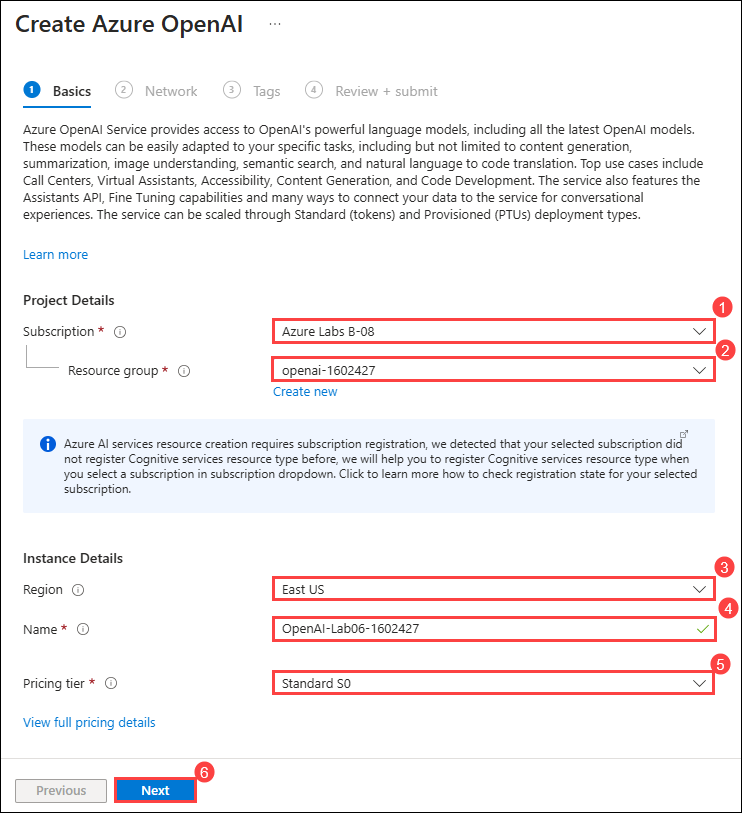 Create Azure OpenAI ...
1 Basics 2 Network 3 Tags 4 Review + submit
Azure OpenAI Service provides access to OpenAI's powerful language models, including all the latest OpenAI models.
These models can be easily adapted to your specific tasks, including but not limited to content generation,
summarization, image understanding, semantic search, and natural language to code translation. Top use cases include
Call Centers, Virtual Assistants, Accessibility, Content Generation, and Code Development. The service also features the
Assistants API, Fine Tuning capabilities and many ways to connect your data to the service for conversational
experiences. The service can be scaled through Standard (tokens) and Provisioned (PTUs) deployment types.
Learn more
Project Details
1
Subscription * Azure Labs B-08
2
Resource group * openai-1602427
Create new
Azure AI services resource creation requires subscription registration, we detected that your selected subscription did
not register Cognitive services resource type before, we will help you to register Cognitive services resource type when
you select a subscription in subscription dropdown. Click to learn more how to check registration state for your selected
subscription.
Instance Details
3
Region East US
4
Name * OpenAI-Lab06-1602427
5
Pricing tier * Standard S0
View full pricing details
6
Previous Next